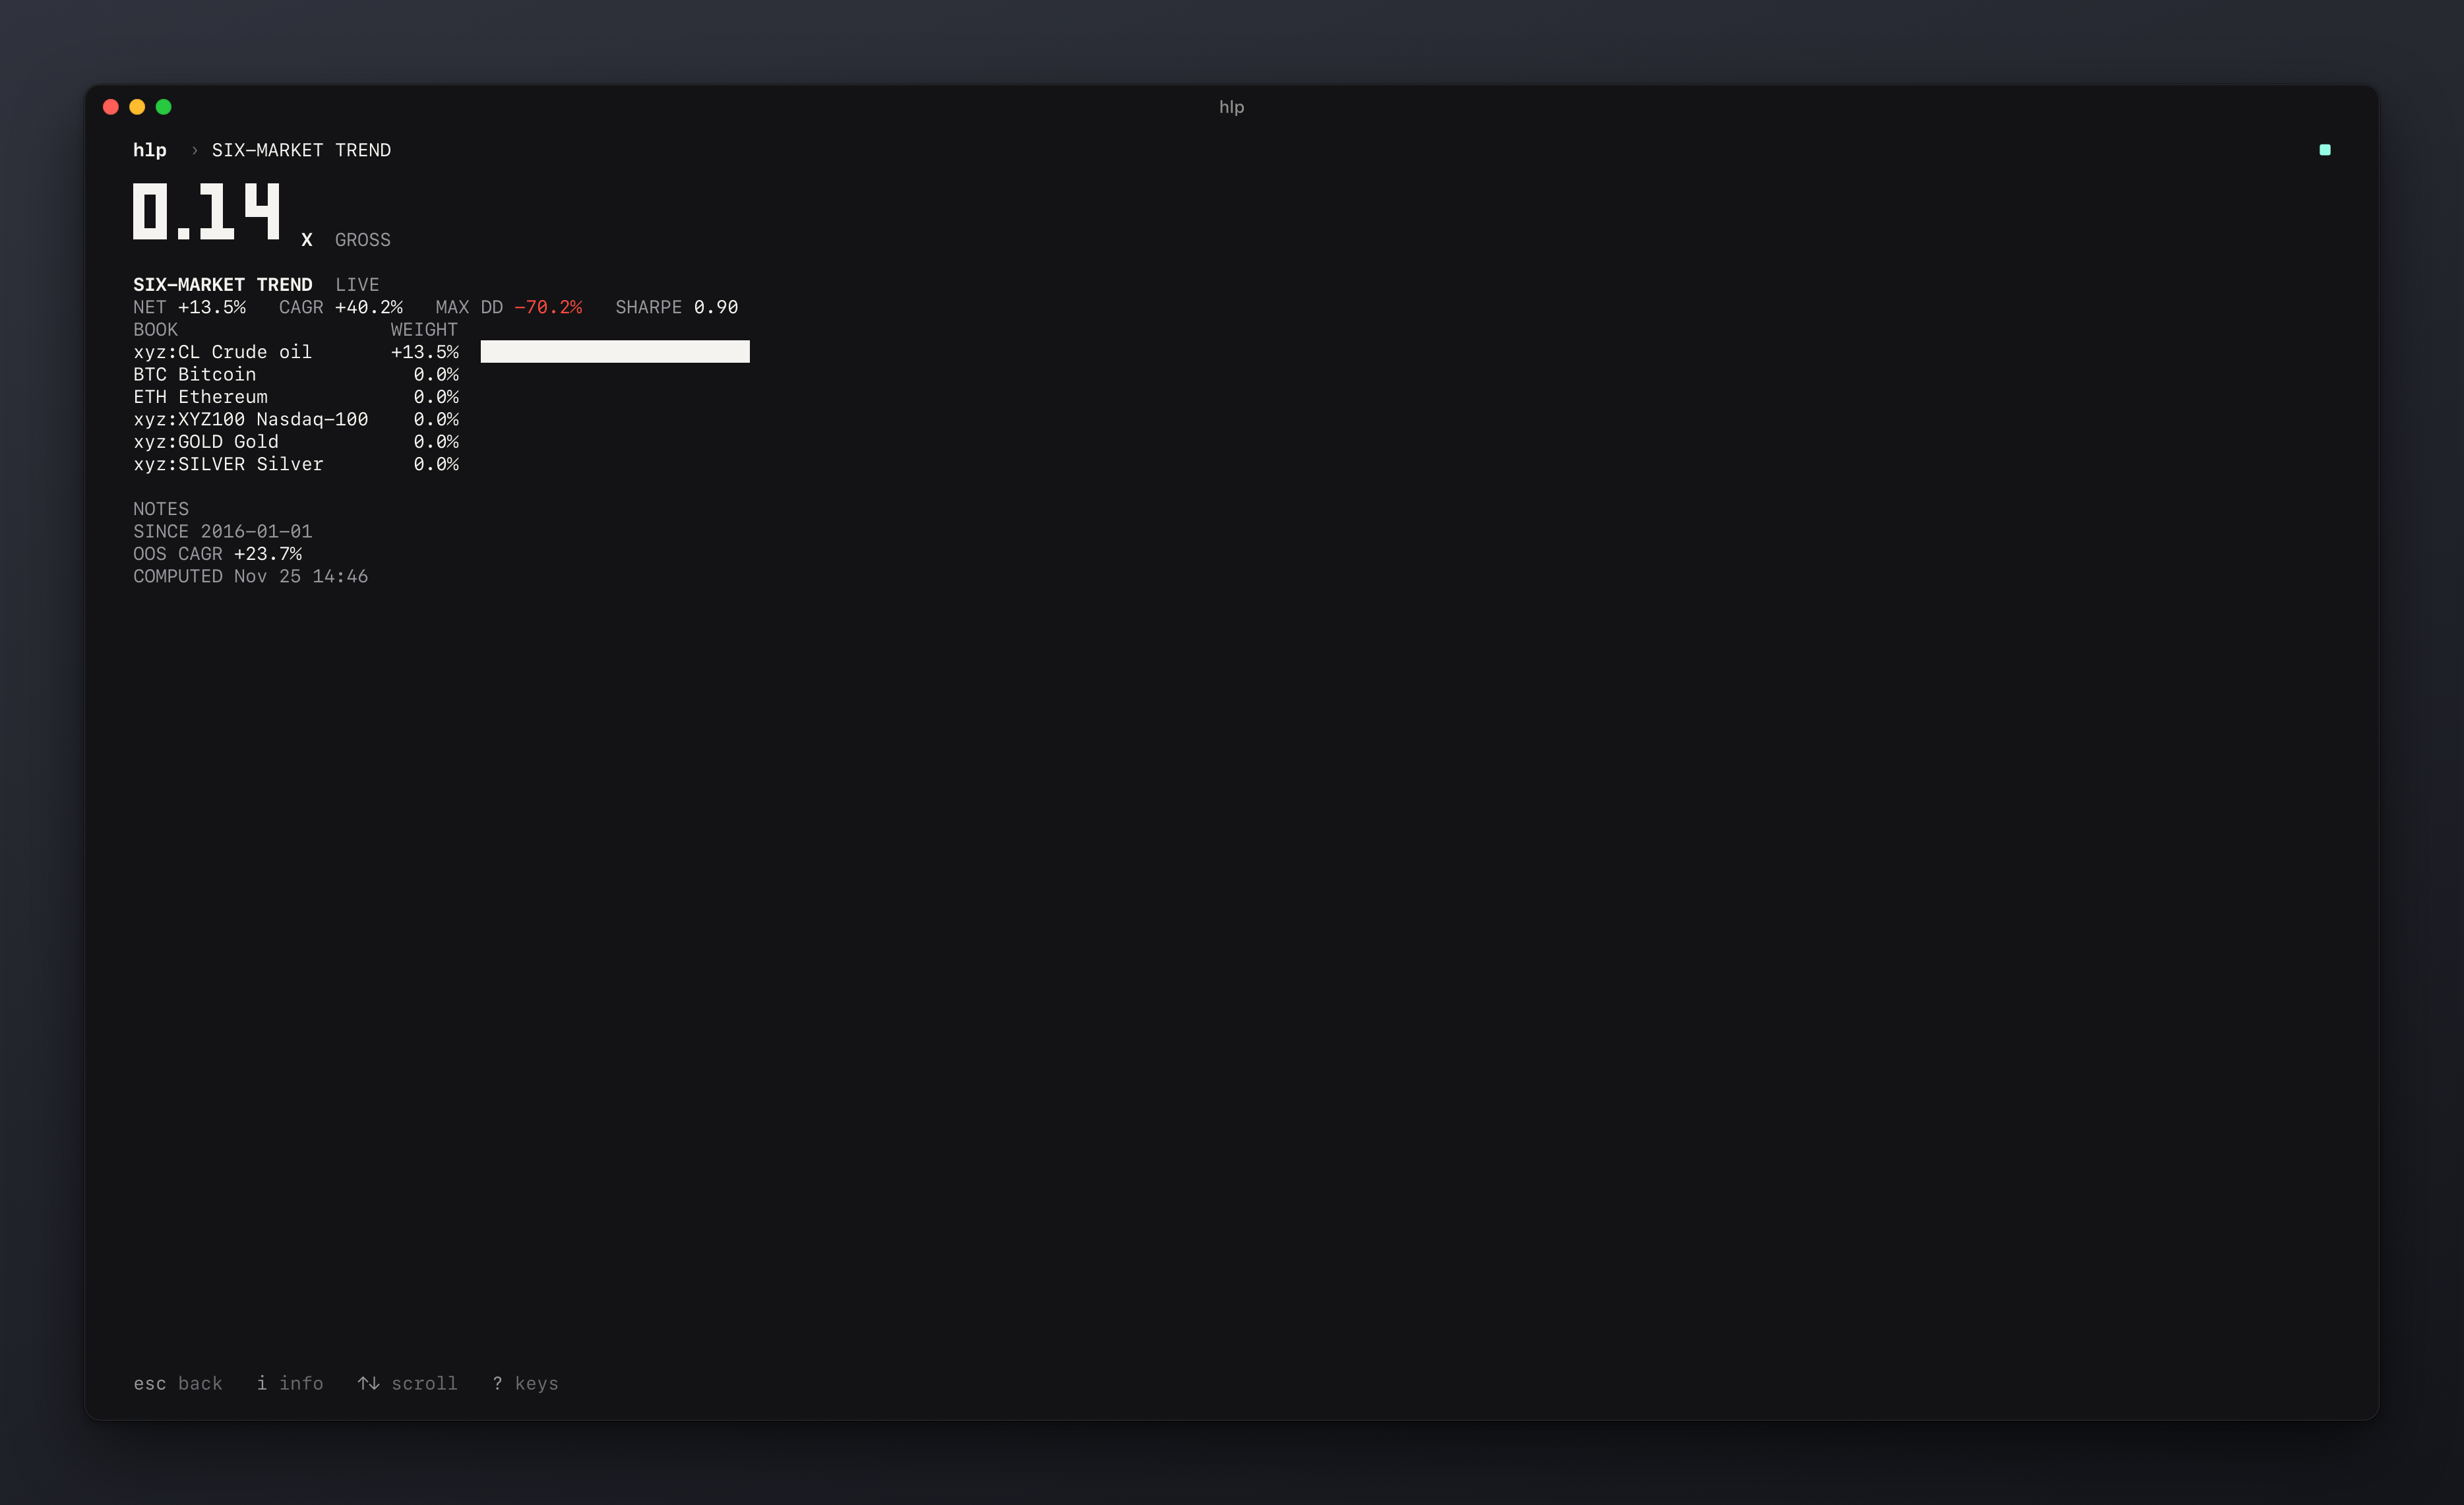 hlp
hlp › SIX-MARKET TREND
0.14 X GROSS
SIX-MARKET TREND LIVE
NET +13.5% CAGR +40.2% MAX DD -70.2% SHARPE 0.90
BOOK WEIGHT
xyz:CL Crude oil +13.5%
BTC Bitcoin 0.0%
ETH Ethereum 0.0%
xyz:XYZ100 Nasdaq-100 0.0%
xyz:GOLD Gold 0.0%
xyz:SILVER Silver 0.0%
NOTES
SINCE 2016-01-01
OOS CAGR +23.7%
COMPUTED Nov 25 14:46
esc back i info ↑↓ scroll ? keys